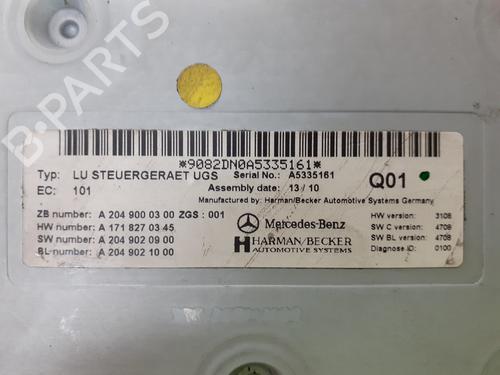 B-PARTS
*9082DN0A5335161*
Typ: LU STEUERGERAET UGS Serial No.: A5335161
EC: 101 Assembly date: 13/10 Q01
Manufactured by: Harman/Becker Automotive Systems Germany
ZB number: A 204 900 03 00 ZGS : 001 Mercedes-Benz HW version: 3108
HW number: A 171 827 03 45 SW C version: 4708
SW number: A 204 902 09 00 HARMAN/BECKER SW BL version: 4708
BL-number: A 204 902 10 00 AUTOMOTIVE SYSTEMS Diagnose ID: 0100